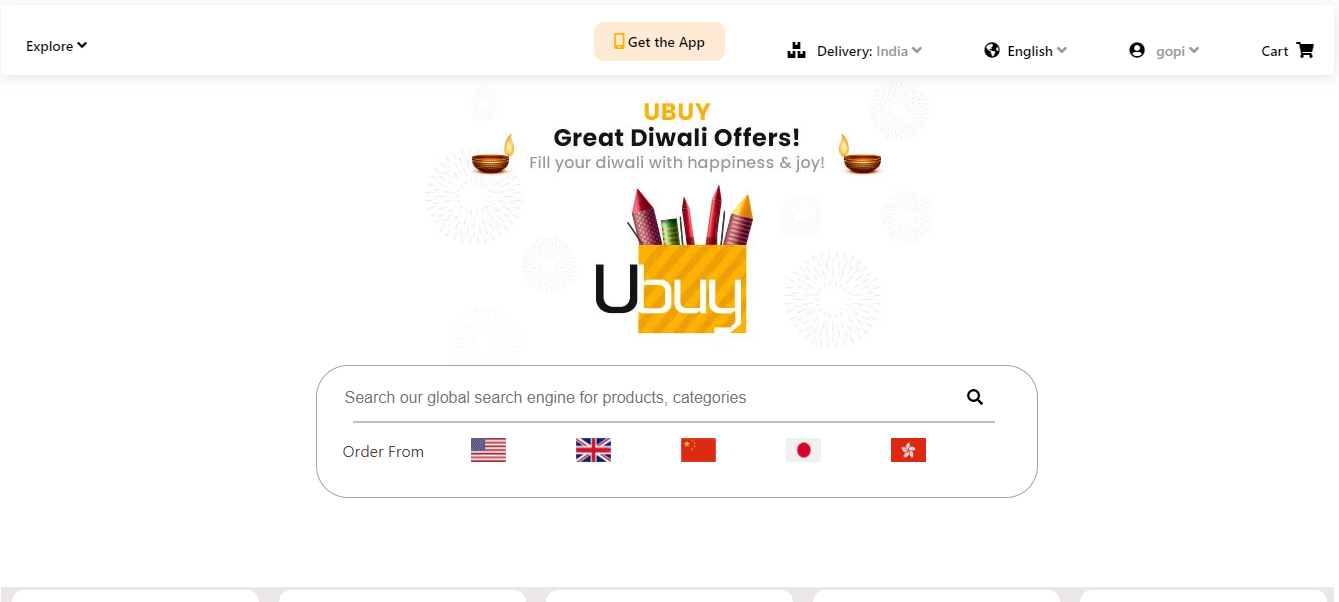 Explore
Get the App
Delivery: India
English
gopi
Cart
UBUY
Great Diwali Offers!
Fill your diwali with happiness & joy!
Ubuy
Search our global search engine for products, categories
Order From